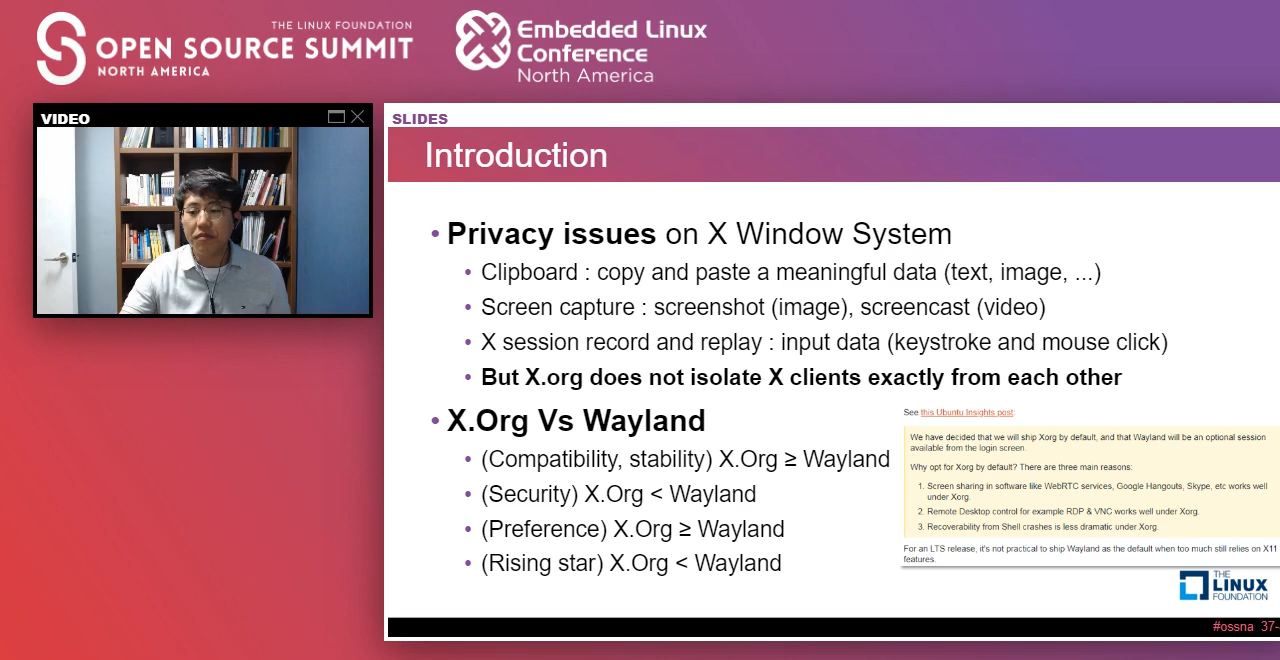 THE LINUX FOUNDATION
OPEN SOURCE SUMMIT
NORTH AMERICA
Embedded Linux
Conference
North America
VIDEO
SLIDES
Introduction
• Privacy issues on X Window System
• Clipboard : copy and paste a meaningful data (text, image, ...)
• Screen capture : screenshot (image), screencast (video)
• X session record and replay : input data (keystroke and mouse click)
• But X.org does not isolate X clients exactly from each other
• X.Org Vs Wayland
• (Compatibility, stability) X.Org ≥ Wayland
• (Security) X.Org < Wayland
• (Preference) X.Org ≥ Wayland
• (Rising star) X.Org < Wayland
See this Ubuntu Insights post:
We have decided that we will ship Xorg by default, and that Wayland will be an optional session
available from the login screen.
Why opt for Xorg by default? There are three main reasons:
1. Screen sharing in software like WebRTC services, Google Hangouts, Skype, etc works well
under Xorg.
2. Remote Desktop control for example RDP & VNC works well under Xorg.
3. Recoverability from Shell crashes is less dramatic under Xorg.
For an LTS release, it's not practical to ship Wayland as the default when too much still relies on X11
features.
THE
LINUX
FOUNDATION
#ossna 37-